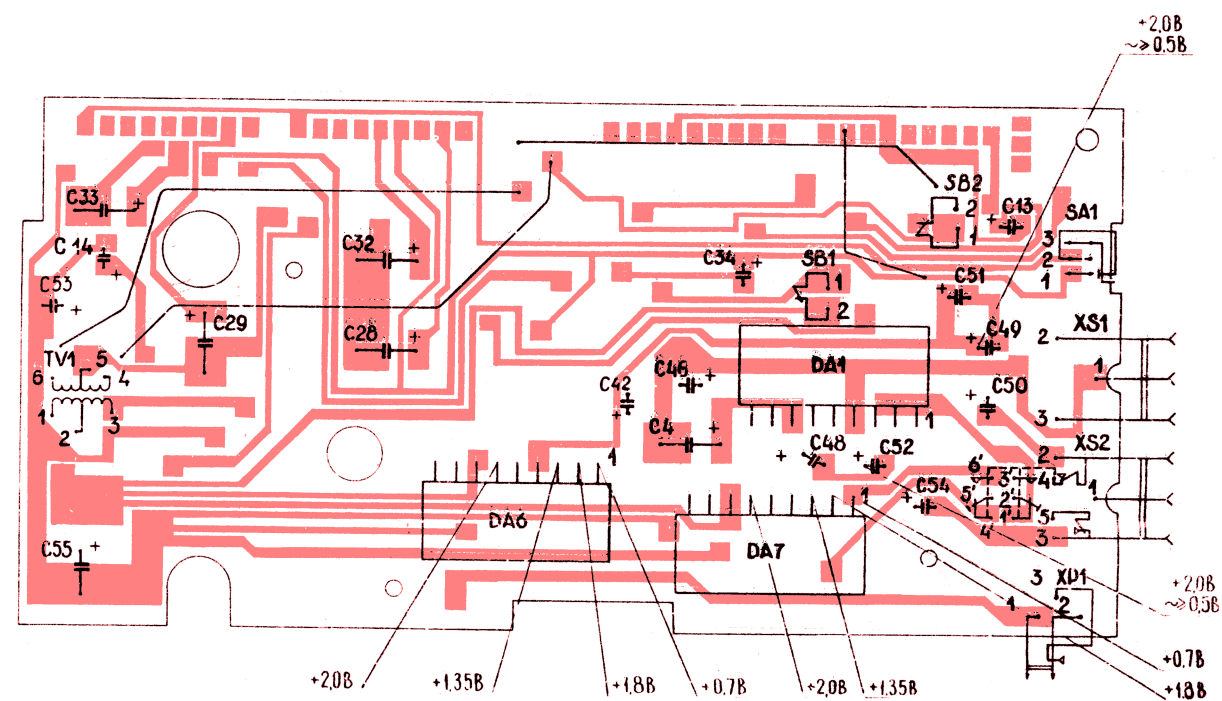 +2,0В
~≥0,5В
SB2
C33
+
2
+
C13
SA1
1
3
C14
+
C32
+
C34
+
SB1
2
1
1
C53
+
+
C51
2
+
C29
C28
+
+
C49
2
XS1
TV1
5
DA1
1
6
4
C46
+
C42
C50
1
3
+
3
2
C4
+
1
+
C48
+
C52
2
XS2
1
6'
3'
4
C54
1
5'
2'
1
DA6
+
1'
5
DA7
4'
3
C55
+
3
XP1
1
2
+2,0В
~≥0,5В
+0,7В
+2,0В
+1,35В
+1,8В
+0,7В
+2,0В
+1,35В
+1,8В